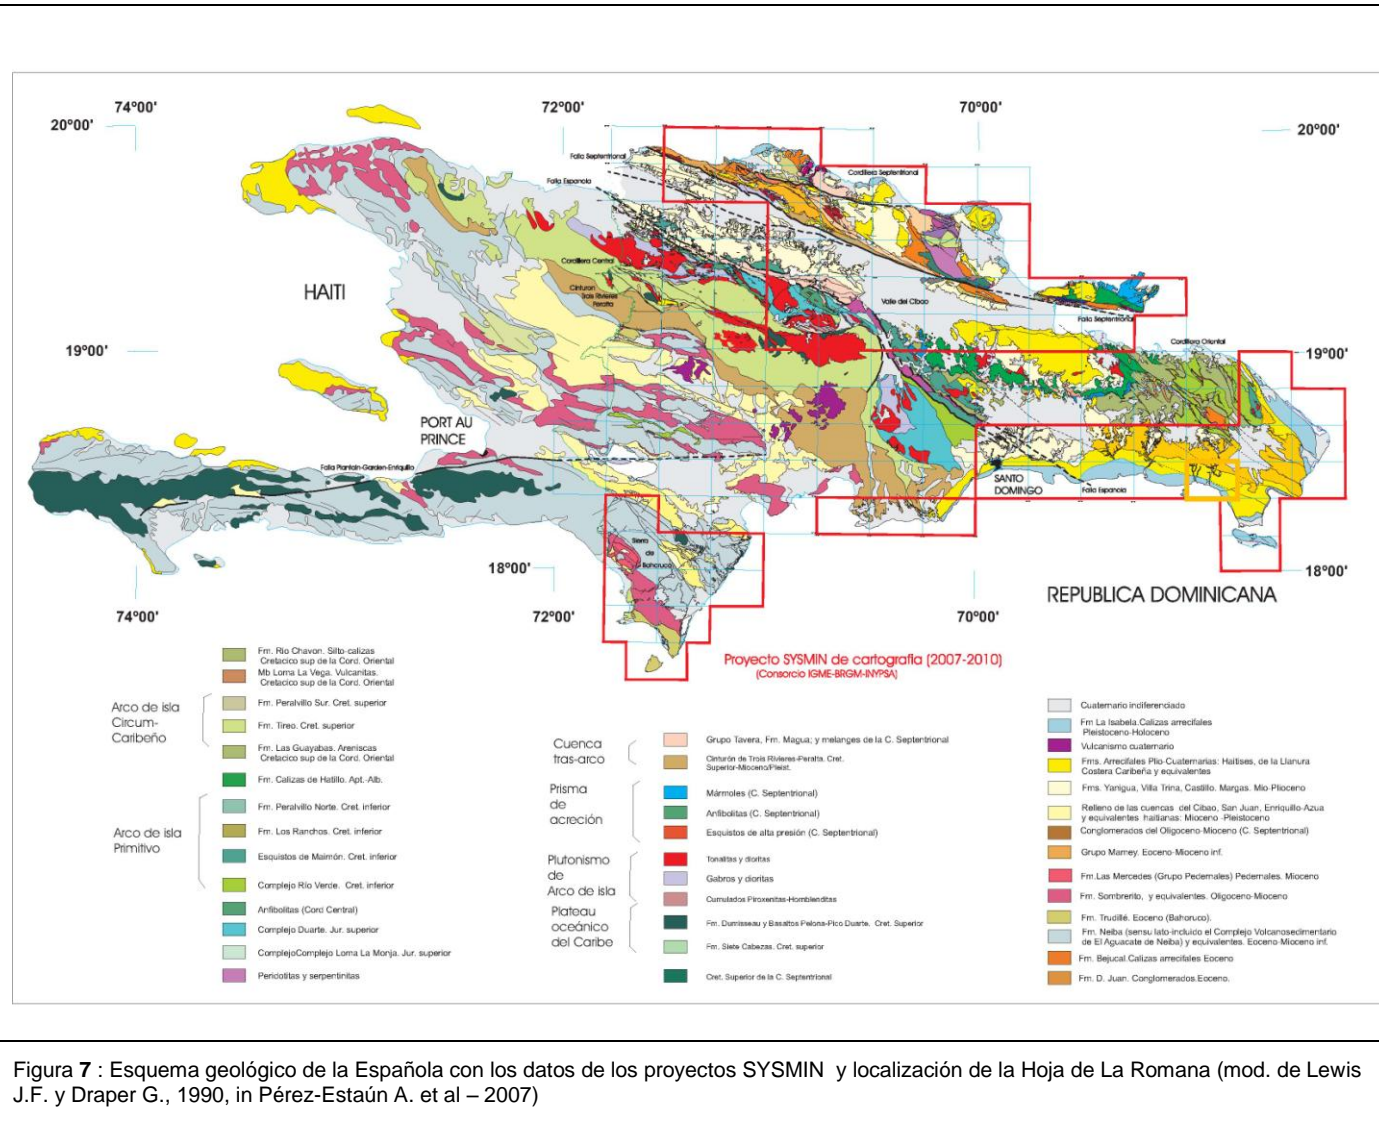 74°00'
72°00'
70°00'
20°00'
20°00'
Falla Septentrional
Cordillera Septentrional
Falla Espanola
Cordillera Central
HAITI
Cinturon
Trois Rivieres
Peralta
Valle del Cibao
Falla Septentrional
Cordillera Oriental
19°00'
19°00'
PORT AU
PRINCE
Falla Plantain-Garden-Enriquillo
SANTO
DOMINGO
Falla Espanola
Sierra
de
Bahoruco
18°00'
18°00'
REPUBLICA DOMINICANA
74°00'
72°00'
70°00'
Proyecto SYSMIN de cartografia (2007-2010)
(Consorcio IGME-BRGM-INYPSA)
Fm. Rio Chavon. Silto-calizas
Cretacico sup de la Cord. Oriental
Mb Loma La Vega. Vulcanitas.
Cretacico sup de la Cord. Oriental
Arco de isla
Circum-
Caribeño
Fm. Peralvillo Sur. Cret. superior
Fm. Tireo. Cret. superior
Fm. Las Guayabas. Areniscas
Cretacico sup de la Cord. Oriental
Fm. Calizas de Hatillo. Apt.-Alb.
Arco de isla
Primitivo
Fm. Peralvillo Norte. Cret. inferior
Fm. Los Ranchos. Cret. inferior
Esquistos de Maimón. Cret. inferior
Complejo Río Verde. Cret. inferior
Anfibolitas (Cord Central)
Complejo Duarte. Jur. superior
ComplejoComplejo Loma La Monja. Jur. superior
Peridotitas y serpentinitas
Cuenca
tras-arco
Grupo Tavera, Fm. Magua; y melanges de la C. Septentrional
Cinturón de Trois Rivieres-Peralta. Cret.
Superior-Mioceno/Pleist.
Prisma
de
acreción
Mármoles (C. Septentrional)
Anfibolitas (C. Septentrional)
Esquistos de alta presión (C. Septentrional)
Plutonismo
de
Arco de isla
Tonalitas y dioritas
Gabros y dioritas
Cumulados Piroxenitas-Hornblenditas
Plateau
oceánico
del Caribe
Fm. Dumisseau y Basaltos Pelona-Pico Duarte. Cret. Superior
Fm. Siete Cabezas. Cret. superior
Cret. Superior de la C. Septentrional
Cuaternario indiferenciado
Fm La Isabela.Calizas arrecifales
Pleistoceno-Holoceno
Vulcanismo cuaternario
Fms. Arrecifales Plio-Cuaternarias: Haitises, de la Llanura
Costera Caribeña y equivalentes
Fms. Yanigua, Villa Trina, Castillo. Margas. Mio-Plioceno
Relleno de las cuencas del Cibao, San Juan, Enriquillo-Azua
y equivalentes haitianas: Mioceno -Pleistoceno
Conglomerados del Oligoceno-Mioceno (C. Septentrional)
Grupo Mamey. Eoceno-Mioceno inf.
Fm.Las Mercedes (Grupo Pedernales) Pedernales. Mioceno
Fm. Sombrerito, y equivalentes. Oligoceno-Mioceno
Fm. Trudillé. Eoceno (Bahoruco).
Fm. Neiba (sensu lato-incluido el Complejo Volcanosedimentario
de El Aguacate de Neiba) y equivalentes. Eoceno-Mioceno inf.
Fm. Bejucal.Calizas arrecifales Eoceno
Fm. D. Juan. Conglomerados.Eoceno.
Figura 7 : Esquema geológico de la Española con los datos de los proyectos SYSMIN y localización de la Hoja de La Romana (mod. de Lewis
J.F. y Draper G., 1990, in Pérez-Estaún A. et al – 2007)